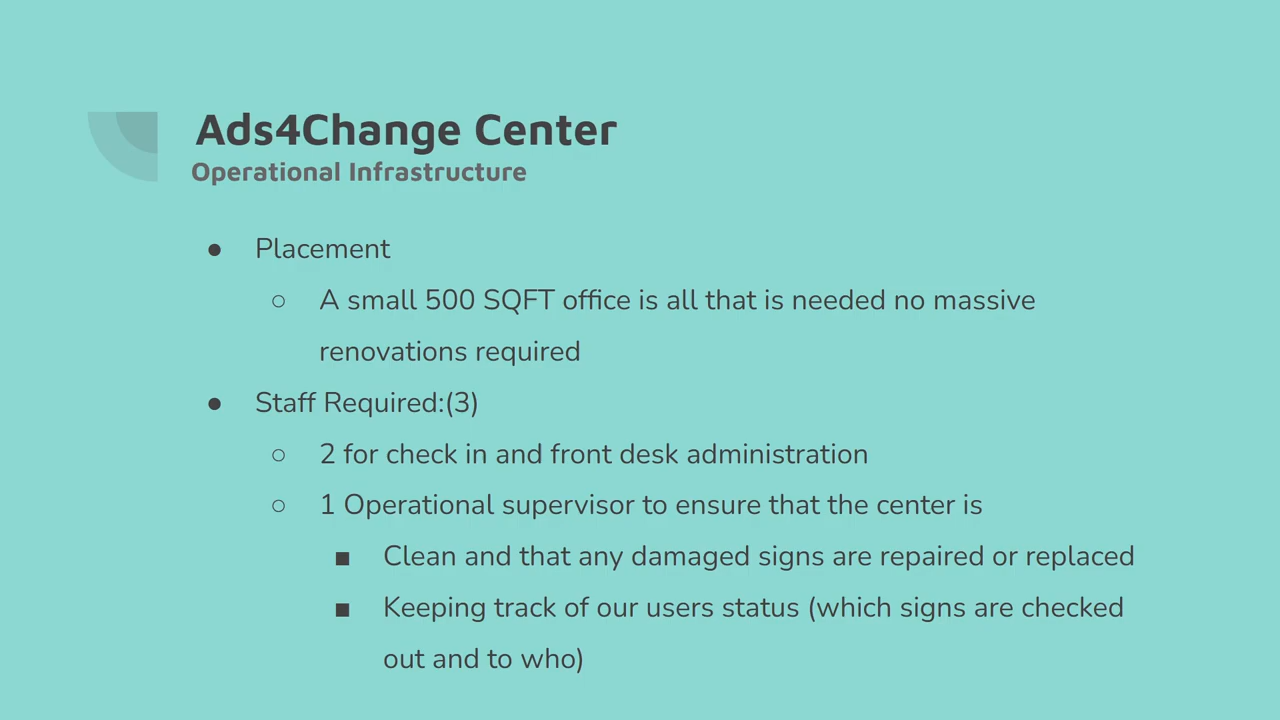 Ads4Change Center
Operational Infrastructure
● Placement
○ A small 500 SQFT office is all that is needed no massive
renovations required
● Staff Required:(3)
○ 2 for check in and front desk administration
○ 1 Operational supervisor to ensure that the center is
■ Clean and that any damaged signs are repaired or replaced
■ Keeping track of our users status (which signs are checked
out and to who)